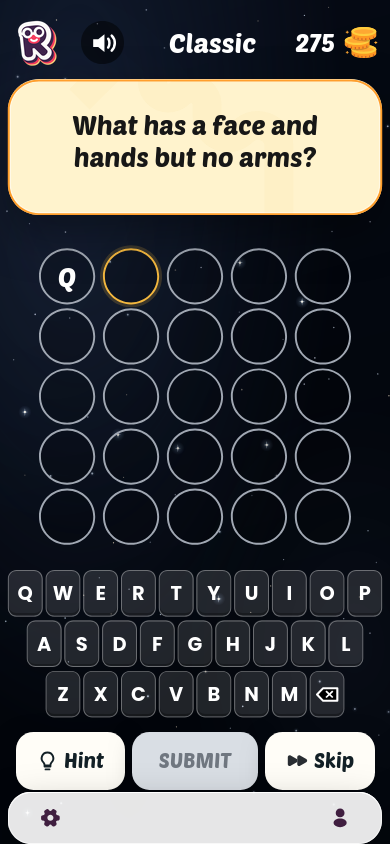 R
Classic
275
What has a face and
hands but no arms?
Q
Q W E R T Y U I O P
A S D F G H J K L
Z X C V B N M
Hint
SUBMIT
Skip